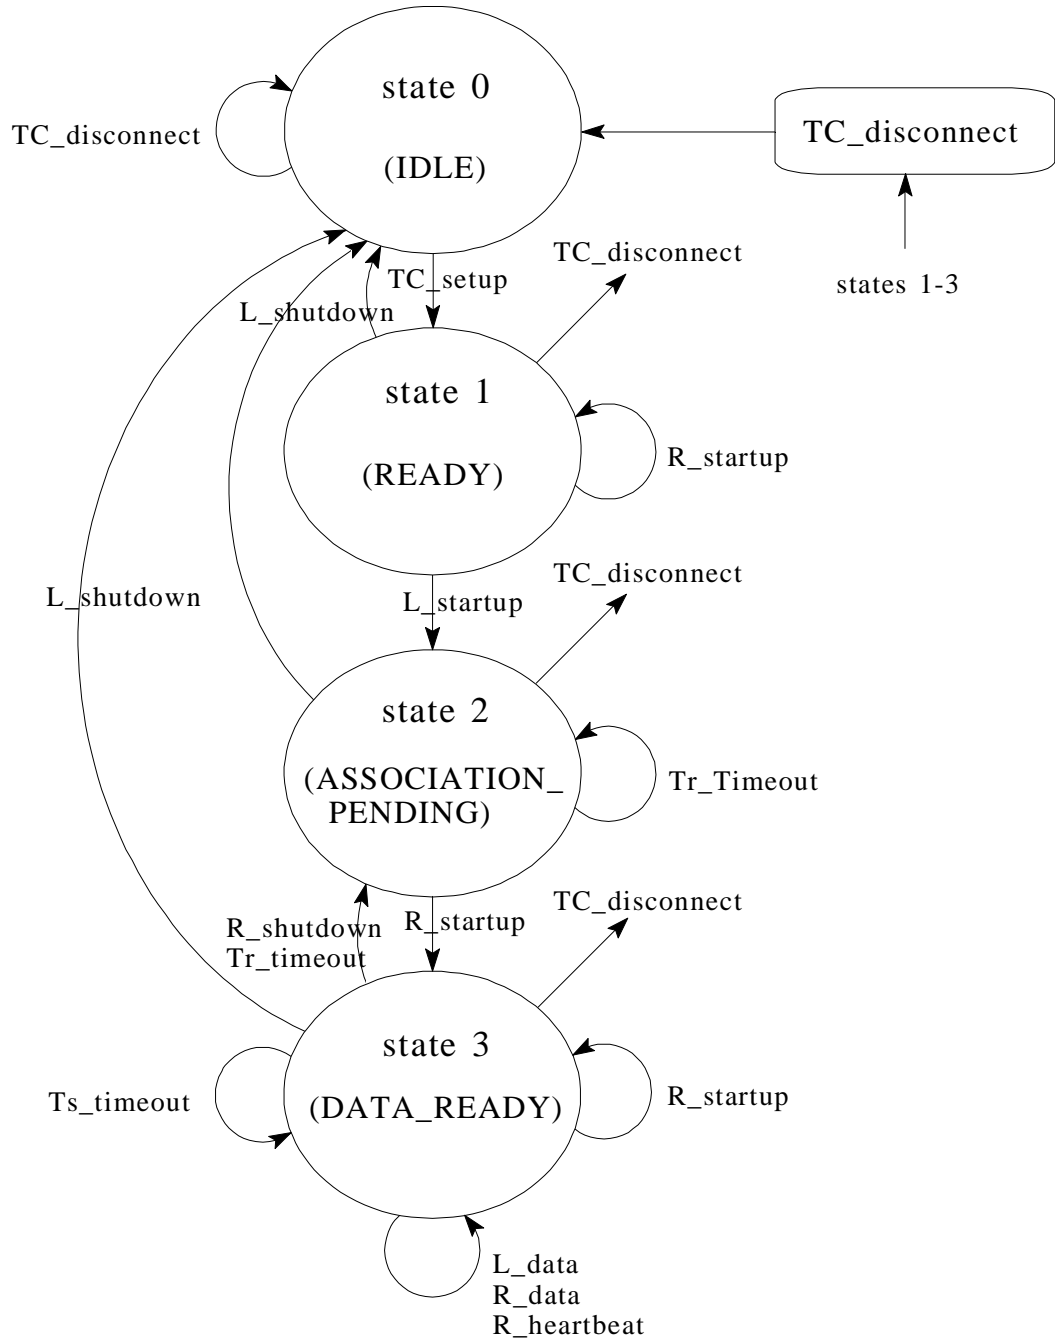 state 0
TC_disconnect
TC_disconnect
(IDLE)
TC_disconnect
TC_setup
states 1-3
L_shutdown
state 1
R_startup
(READY)
TC_disconnect
L_shutdown
L_startup
state 2
(ASSOCIATION_
PENDING)
Tr_Timeout
TC_disconnect
R_shutdown
R_startup
Tr_timeout
state 3
Ts_timeout
R_startup
(DATA_READY)
L_data
R_data
R_heartbeat